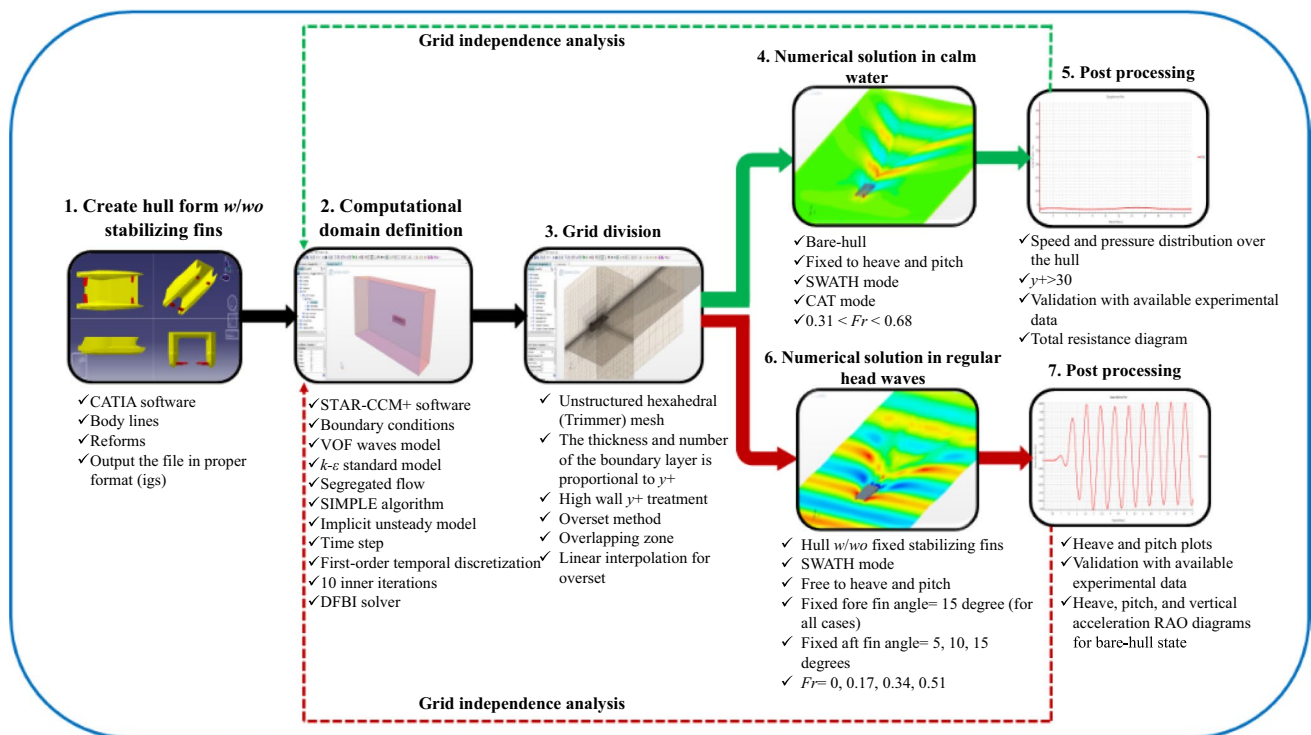 Grid independence analysis
1. Create hull form w/wo
stabilizing fins
✓CATIA software
✓Body lines
✓Reforms
✓Output the file in proper
format (igs)
2. Computational
domain definition
✓STAR-CCM+ software
✓Boundary conditions
✓VOF waves model
✓k-ε standard model
✓Segregated flow
✓SIMPLE algorithm
✓Implicit unsteady model
✓Time step
✓First-order temporal discretization
✓10 inner iterations
✓DFBI solver
3. Grid division
✓ Unstructured hexahedral
(Trimmer) mesh
✓ The thickness and number
of the boundary layer is
proportional to y+
✓ High wall y+ treatment
✓ Overset method
✓ Overlapping zone
✓ Linear interpolation for
overset
4. Numerical solution in calm
water
✓Bare-hull
✓Fixed to heave and pitch
✓SWATH mode
✓CAT mode
✓0.31 < Fr < 0.68
5. Post processing
✓Speed and pressure distribution over
the hull
✓y+>30
✓Validation with available experimental
data
✓Total resistance diagram
6. Numerical solution in regular
head waves
✓ Hull w/wo fixed stabilizing fins
✓ SWATH mode
✓ Free to heave and pitch
✓ Fixed fore fin angle= 15 degree (for
all cases)
✓ Fixed aft fin angle= 5, 10, 15
degrees
✓ Fr= 0, 0.17, 0.34, 0.51
7. Post processing
✓Heave and pitch plots
✓Validation with available
experimental data
✓Heave, pitch, and vertical
acceleration RAO diagrams
for bare-hull state
Grid independence analysis